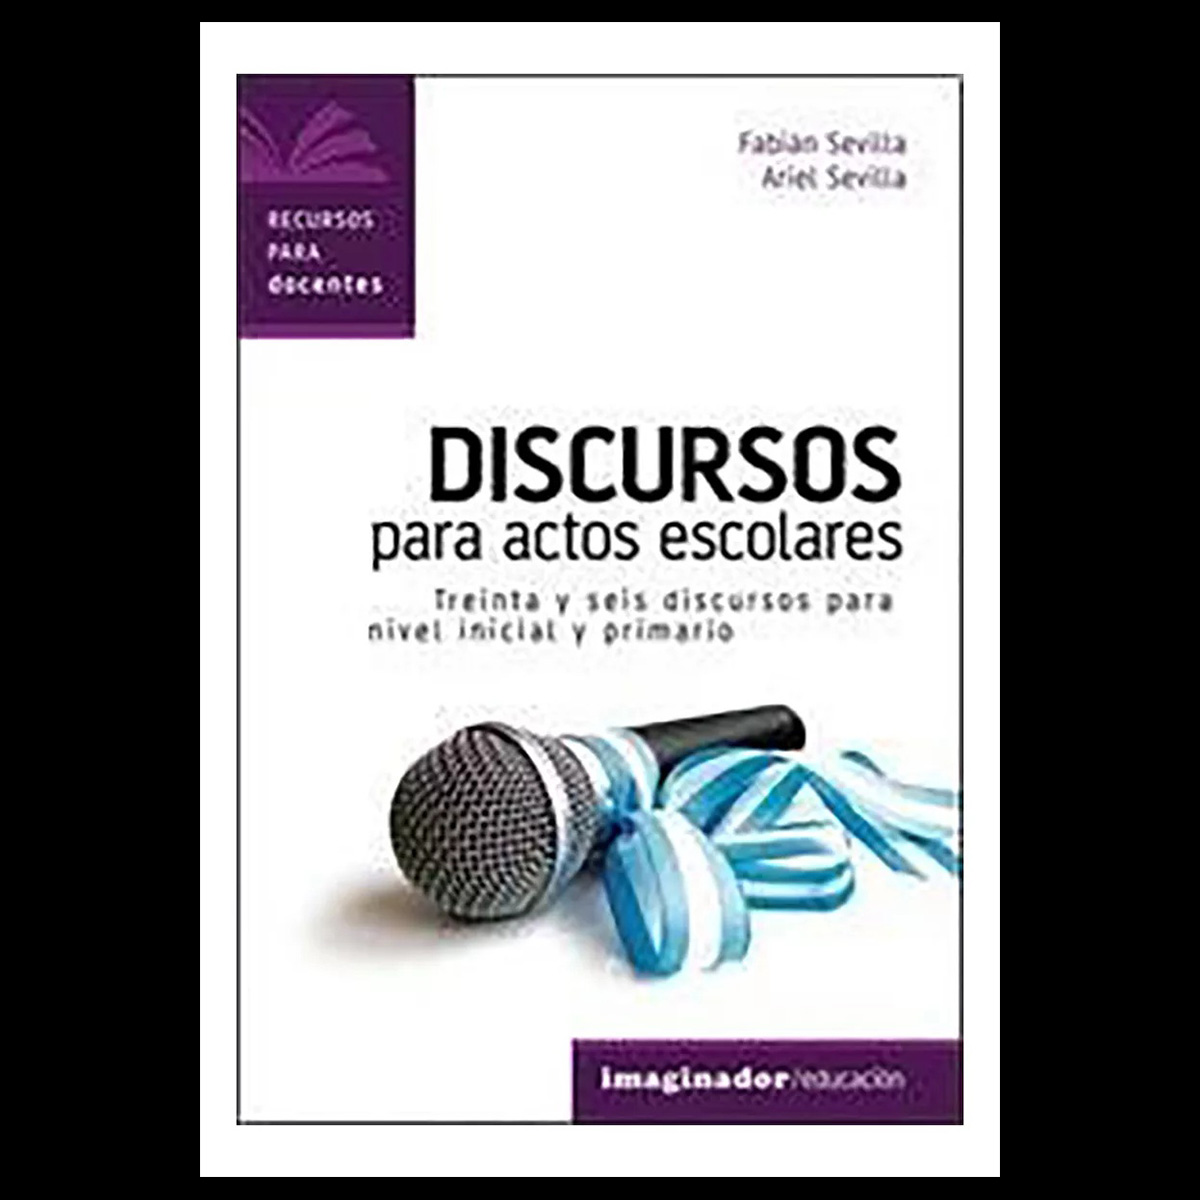 Fabián Sevilla
Ariel Sevilla
RECURSOS
PARA
docentes
DISCURSOS
para actos escolares
Treinta y seis discursos para
nivel inicial y primario
imaginador/educación